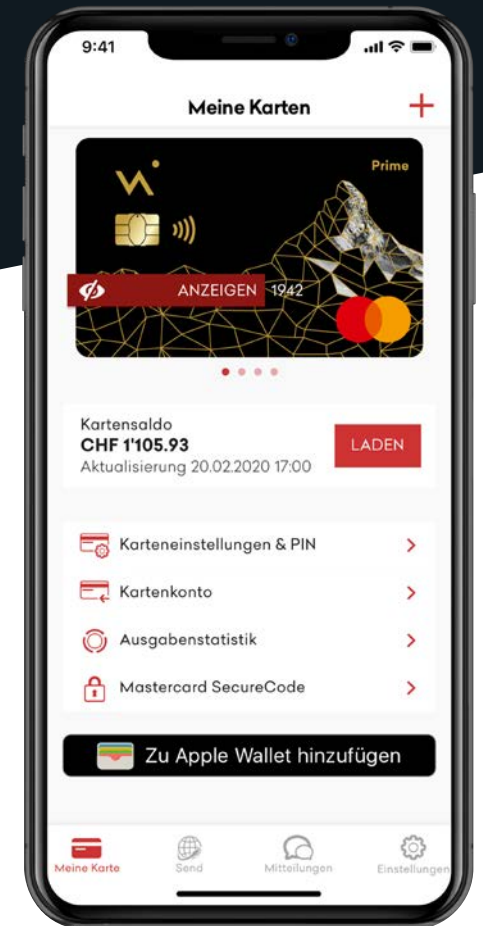 9:41
Meine Karten
Prime
ANZEIGEN 1942
Kartensaldo
CHF 1'105.93
Aktualisierung 20.02.2020 17:00
LADEN
Karteneinstellungen & PIN
Kartenkonto
Ausgabenstatistik
Mastercard SecureCode
Zu Apple Wallet hinzufügen
Meine Karte
Send
Mitteilungen
Einstellungen